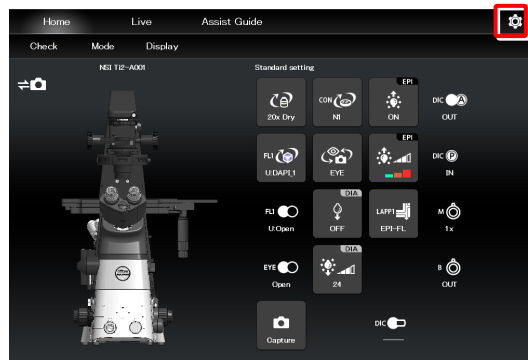 Home Live Assist Guide
Check Mode Display
NSI Ti2-A001
Standard setting
20x Dry
CON
N1
EPI
ON
DIC A
OUT
FL1
U:DAPI_1
EYE
EPI
DIC P
IN
FL1
U:Open
DIA
OFF
LAPP1
EPI-FL
M
1x
EYE
Open
DIA
24
B
OUT
Capture
DIC